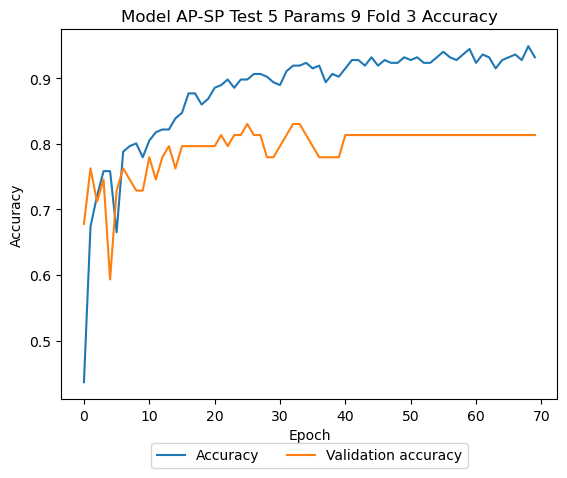 Model AP-SP Test 5 Params 9 Fold 3 Accuracy
0.9
0.8
0.7
0.6
0.5
Accuracy
0 10 20 30 40 50 60 70
Epoch
Accuracy Validation accuracy